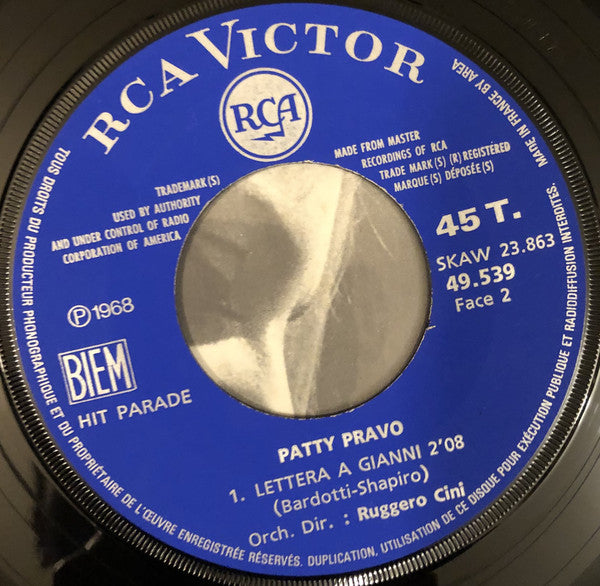 RCA VICTOR
RCA
TRADEMARK(S)
USED BY AUTHORITY
AND UNDER CONTROL OF RADIO
CORPORATION OF AMERICA
MADE FROM MASTER
RECORDINGS OF RCA
TRADE MARK(S) (R) REGISTERED
MARQUE(S) DÉPOSÉE(S)
45 T.
SKAW 23.863
49.539
Face 2
Ⓟ1968
BIEM
HIT PARADE
PATTY PRAVO
1. LETTERA A GIANNI 2'08
(Bardotti-Shapiro)
Orch. Dir. : Ruggero Cini
TOUS DROITS DU PRODUCTEUR PHONOGRAPHIQUE ET DU PROPRIÉTAIRE DE L'ŒUVRE ENREGISTRÉE RÉSERVÉS. DUPLICATION, UTILISATION DE CE DISQUE POUR EXÉCUTION PUBLIQUE ET RADIODIFFUSION INTERDITES. MADE IN FRANCE BY AREA